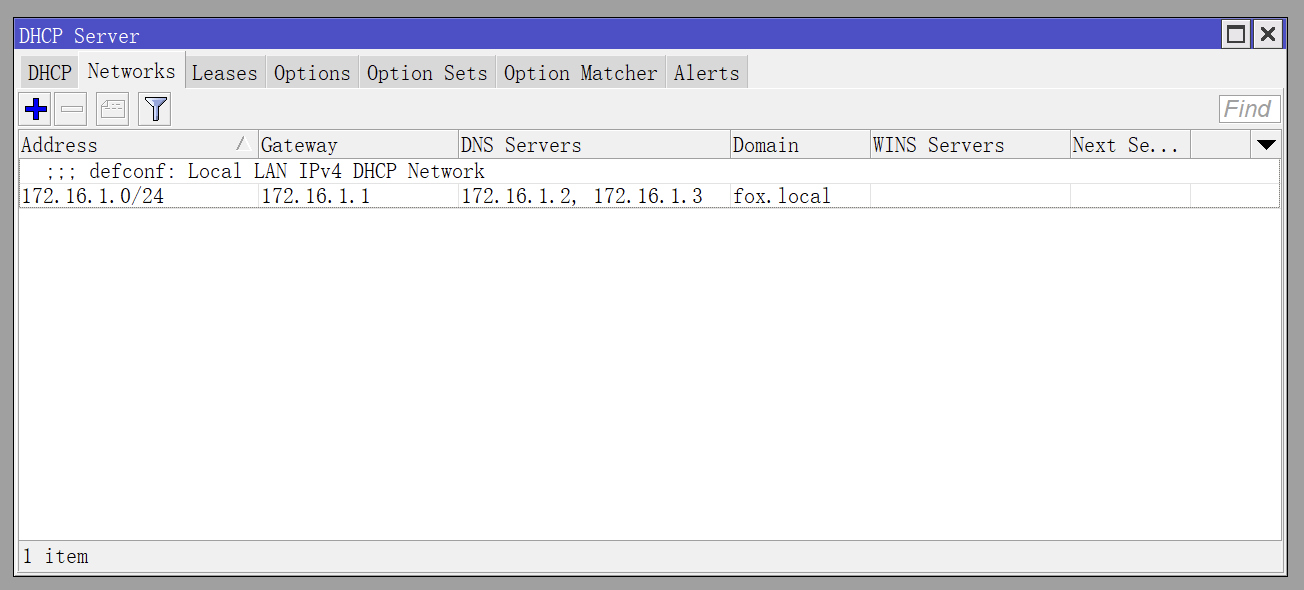 DHCP Server
DHCP Networks Leases Options Option Sets Option Matcher Alerts
Find
Address Gateway DNS Servers Domain WINS Servers Next Se...
;;; defconf: Local LAN IPv4 DHCP Network
172.16.1.0/24 172.16.1.1 172.16.1.2, 172.16.1.3 fox.local
1 item